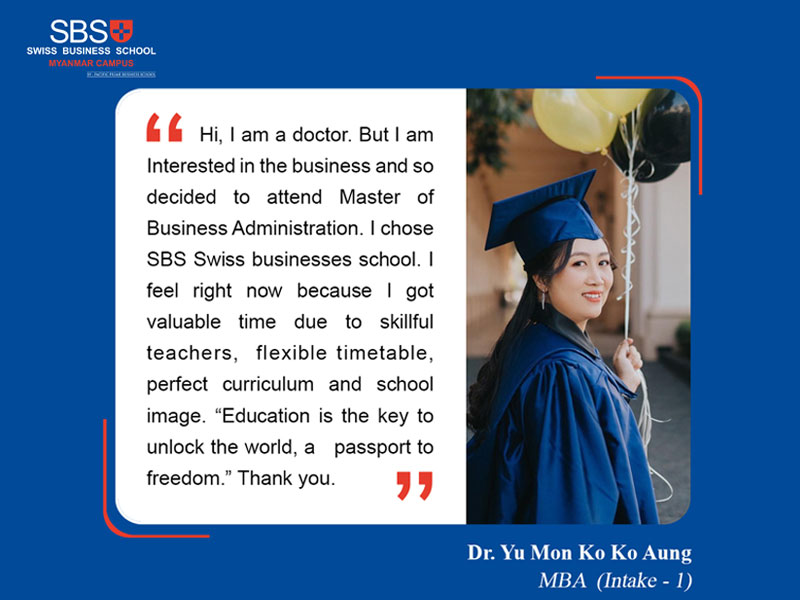 SBS
SWISS BUSINESS SCHOOL
MYANMAR CAMPUS
“ Hi, I am a doctor. But I am
Interested in the business and so
decided to attend Master of
Business Administration. I chose
SBS Swiss businesses school. I
feel right now because I got
valuable time due to skillful
teachers, flexible timetable,
perfect curriculum and school
image. “Education is the key to
unlock the world, a passport to
freedom.” Thank you. ”
Dr. Yu Mon Ko Ko Aung
MBA (Intake - 1)